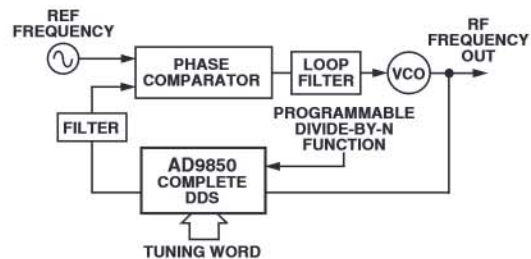 REF
FREQUENCY
PHASE
COMPARATOR
LOOP
FILTER
VCO
RF
FREQUENCY
OUT
FILTER
PROGRAMMABLE
DIVIDE-BY-N
FUNCTION
AD9850
COMPLETE
DDS
TUNING WORD